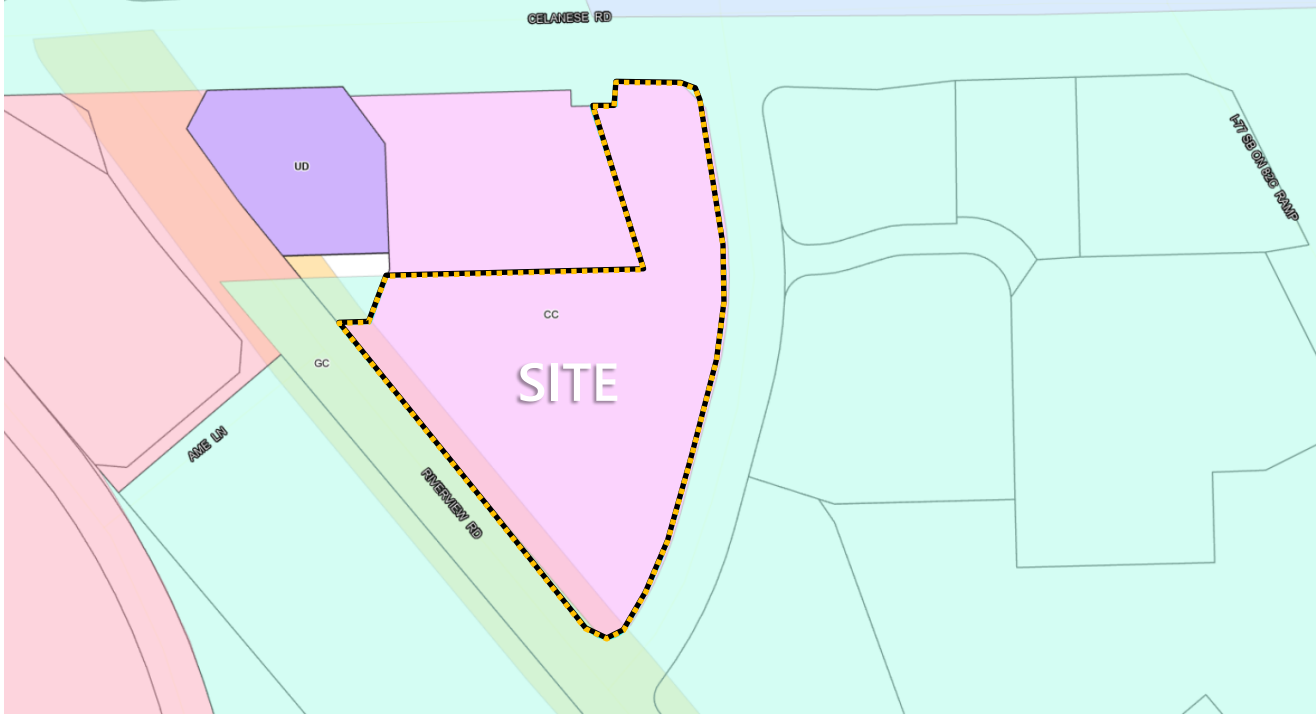 CELANESE RD
I-77 SB ON 82C RAMP
UD
CC
GC
SITE
AME LN
RIVERVIEW RD